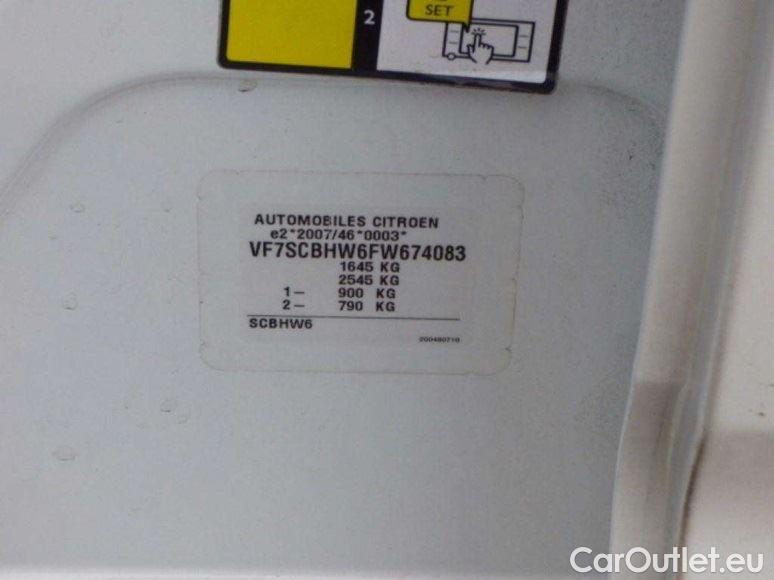 2
SET
AUTOMOBILES CITROEN
e2*2007/46*0003*
VF7SCBHW6FW674083
1645 KG
2545 KG
1- 900 KG
2- 790 KG
SCBHW6
200480710
CarOutlet.eu